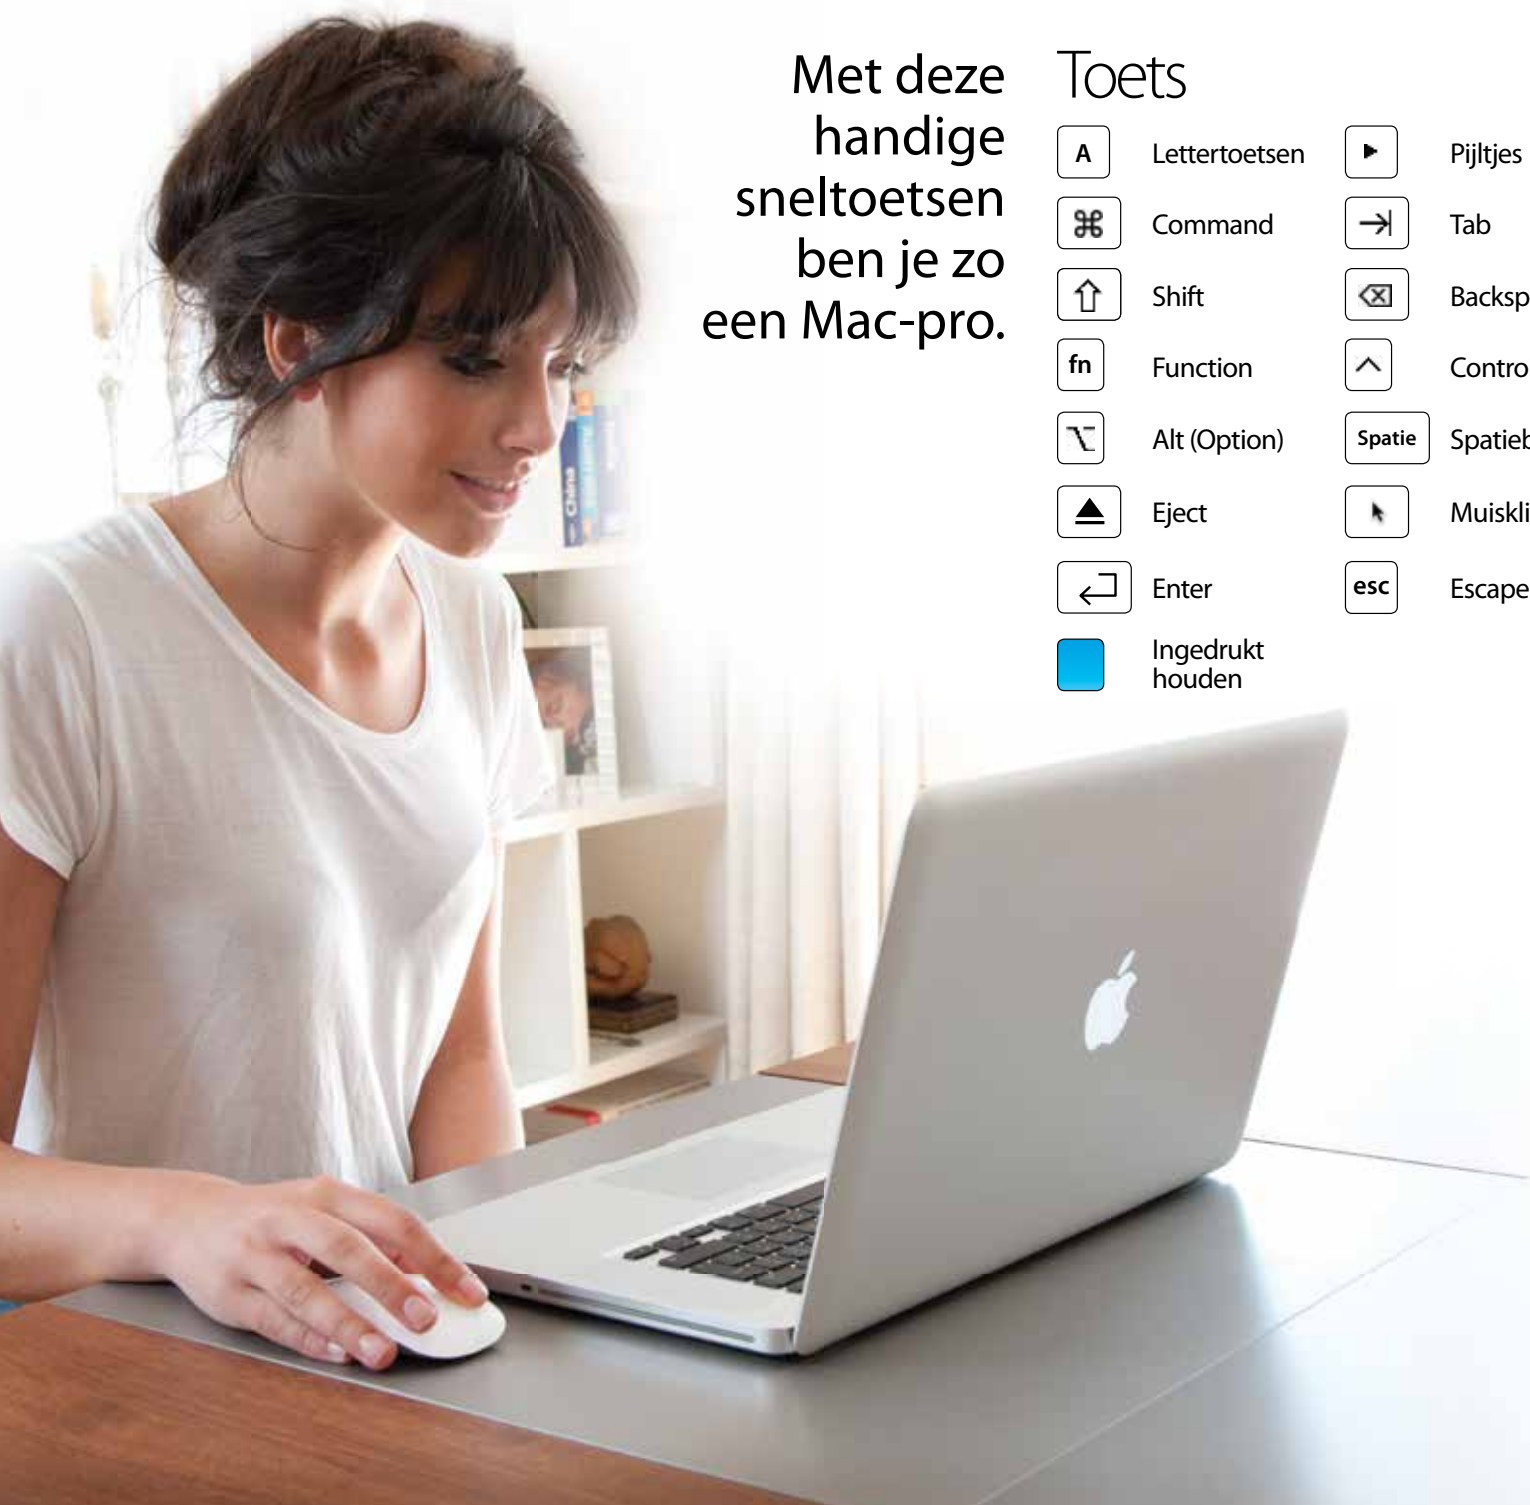 Met deze
handige
sneltoetsen
ben je zo
een Mac-pro.
Toets
A Lettertoetsen
Pijltjes
Command
Tab
Shift
Backsp
fn Function
Contro
Alt (Option)
Spatie Spatieb
Eject
Muiskli
Enter
esc Escape
Ingedrukt
houden
China